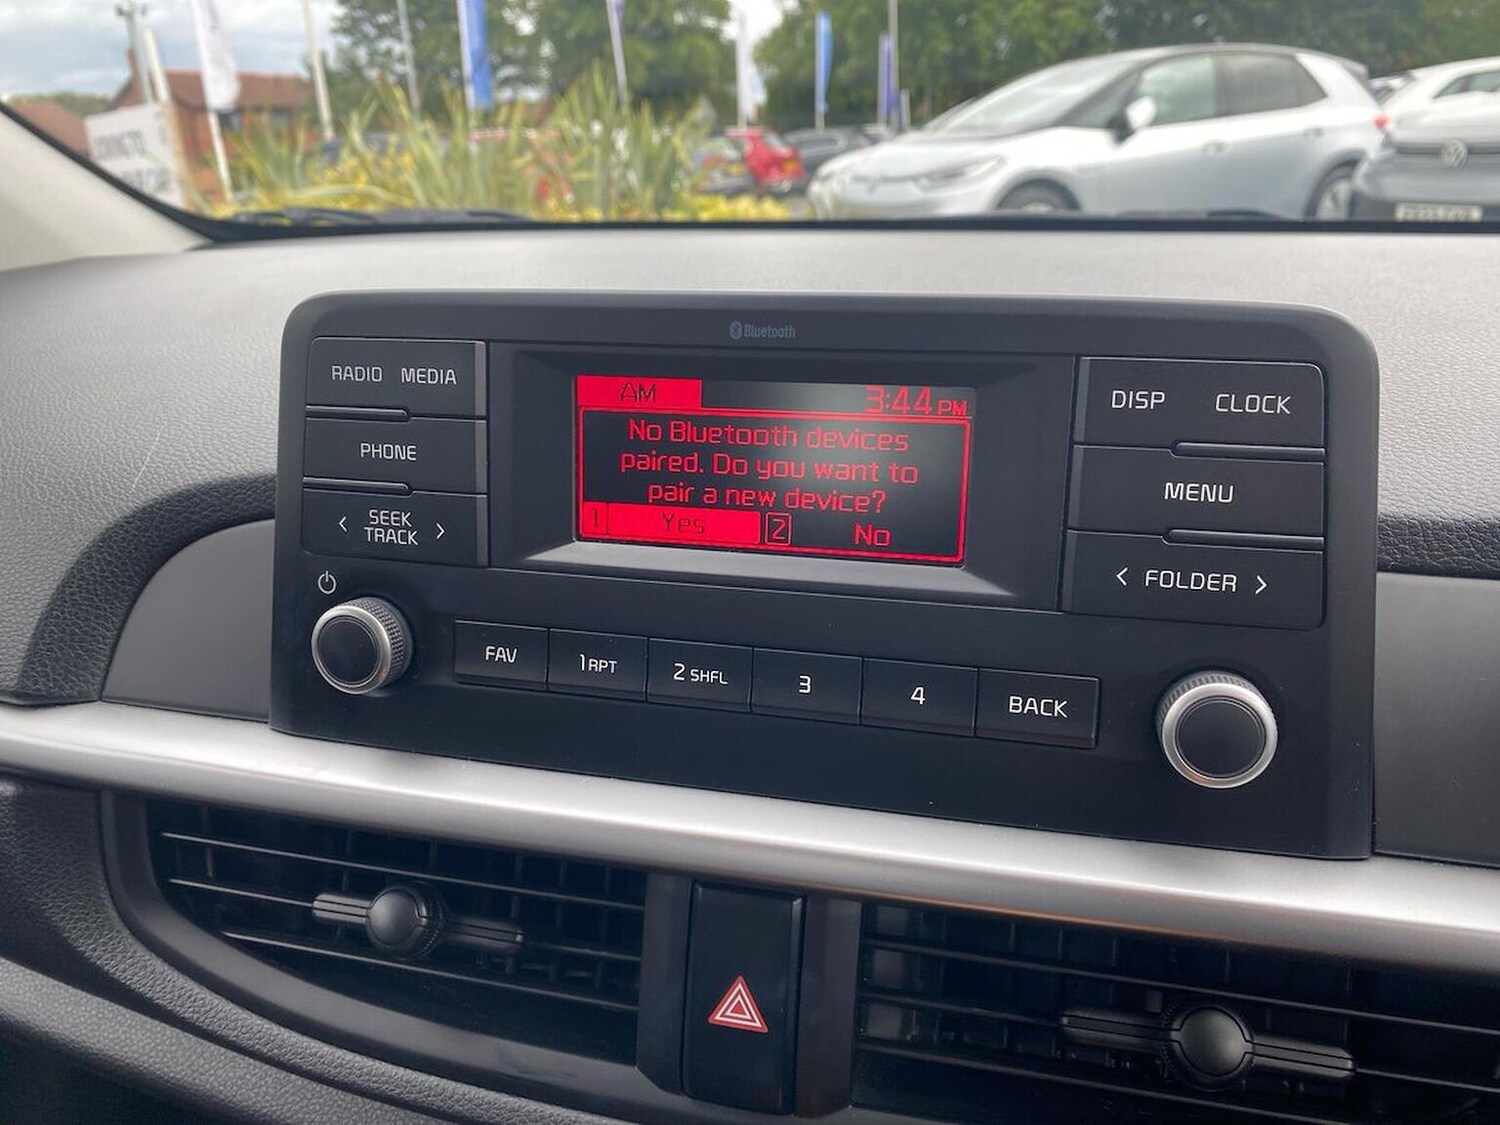 Bluetooth
RADIO MEDIA
PHONE
SEEK
TRACK
AM 3:44 PM
No Bluetooth devices
paired. Do you want to
pair a new device?
1 Yes 2 No
DISP CLOCK
MENU
< FOLDER >
FAV
1 RPT
2 SHFL
3
4
BACK